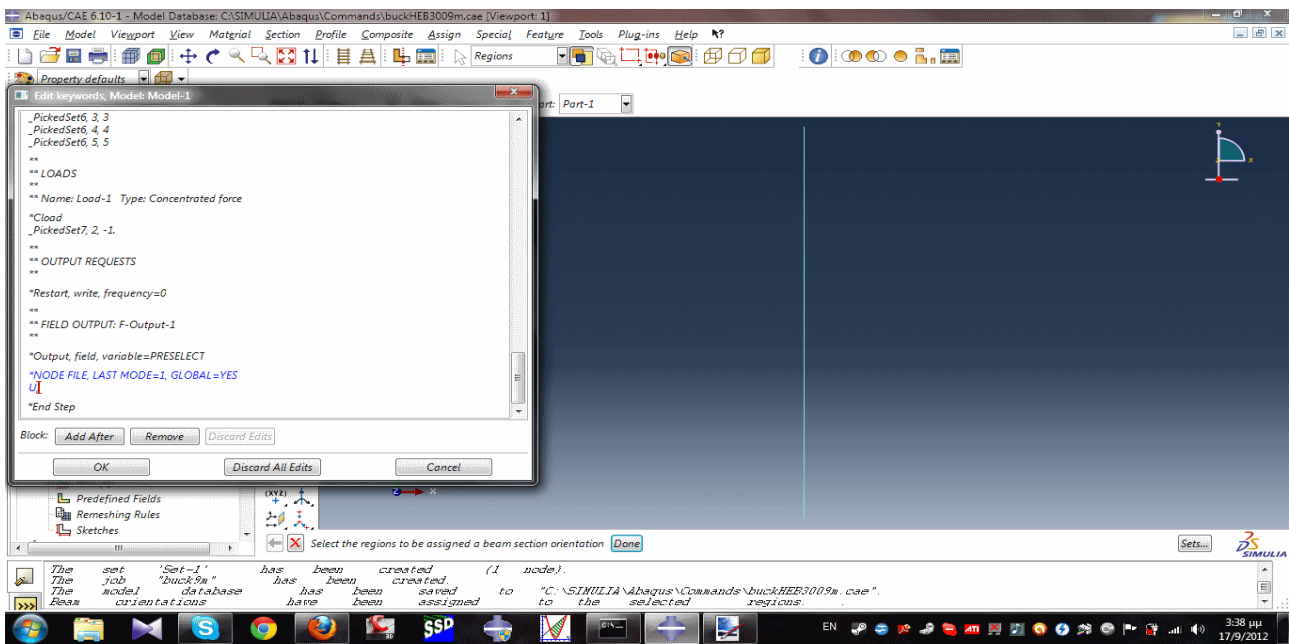 Abaqus/CAE 6.10-1 - Model Database: C:\SIMULIA\Abaqus\Commands\buckHEB3009m.cae [Viewport: 1]
File Model Viewport View Material Section Profile Composite Assign Special Feature Tools Plug-ins Help
Regions
Property defaults
Edit keywords, Model: Model-1
art: Part-1
_PickedSet6, 3, 3
_PickedSet6, 4, 4
_PickedSet6, 5, 5
**
** LOADS
**
** Name: Load-1 Type: Concentrated force
*Cload
_PickedSet7, 2, -1.
**
** OUTPUT REQUESTS
**
*Restart, write, frequency=0
**
** FIELD OUTPUT: F-Output-1
**
*Output, field, variable=PRESELECT
*NODE FILE, LAST MODE=1, GLOBAL=YES
U,
*End Step
Block: Add After Remove Discard Edits
OK Discard All Edits Cancel
Y
X
Z X
Predefined Fields
Remeshing Rules
Sketches
(XYZ)
Select the regions to be assigned a beam section orientation Done
Sets...
SIMULIA
The set 'Set-1' has been created (1 node).
The job "buck9m" has been created.
The model database has been saved to "C:\SIMULIA\Abaqus\Commands\buckHEB3009m.cae".
Beam orientations have been assigned to the selected regions.
>>>
SSP
C:\
EN
ATI
3:38 μμ
17/9/2012